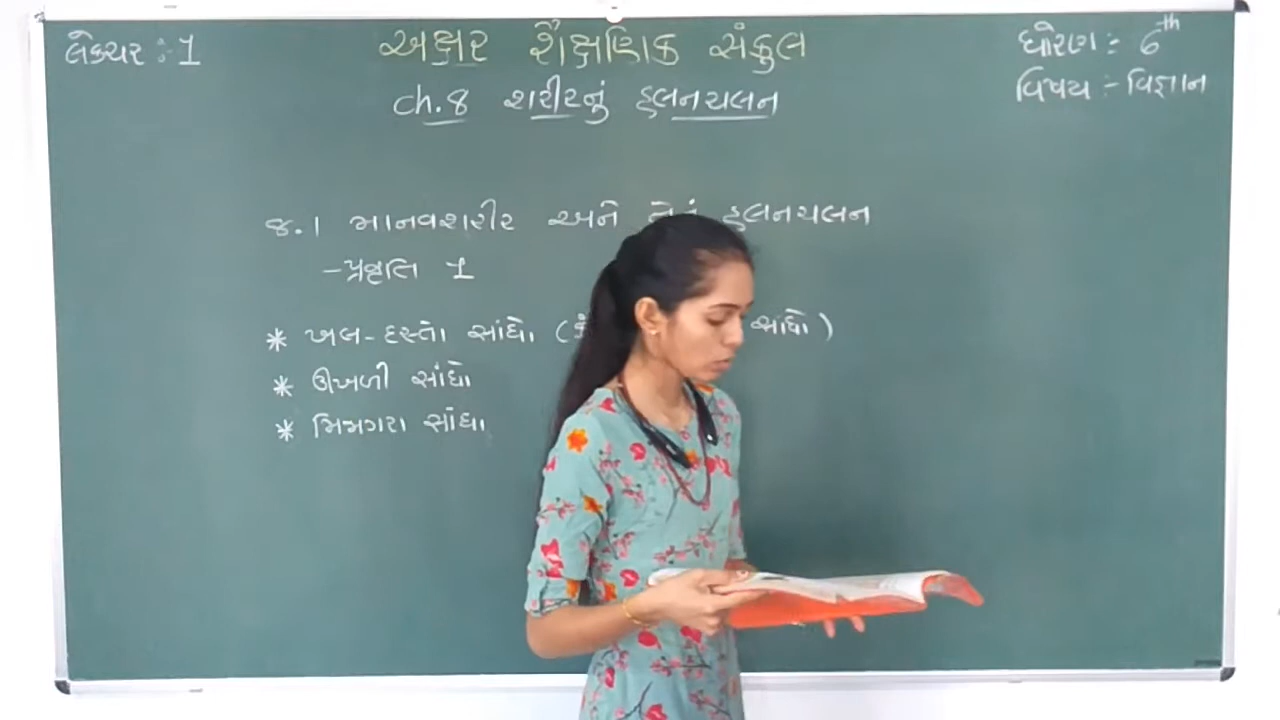 લેક્ચર :- 1
અક્ષર શૈક્ષણિક સંકુલ
ધોરણ :- 6th
ch.8 શરીરનું હલનચલન
વિષય :- વિજ્ઞાન
8.1 માનવશરીર અને હલનચલન
- પ્રવૃત્તિ 1
* ખલ-દસ્તો સાંધો ( સાંધો )
* ઊખળી સાંધો
* મિજાગરા સાંધા